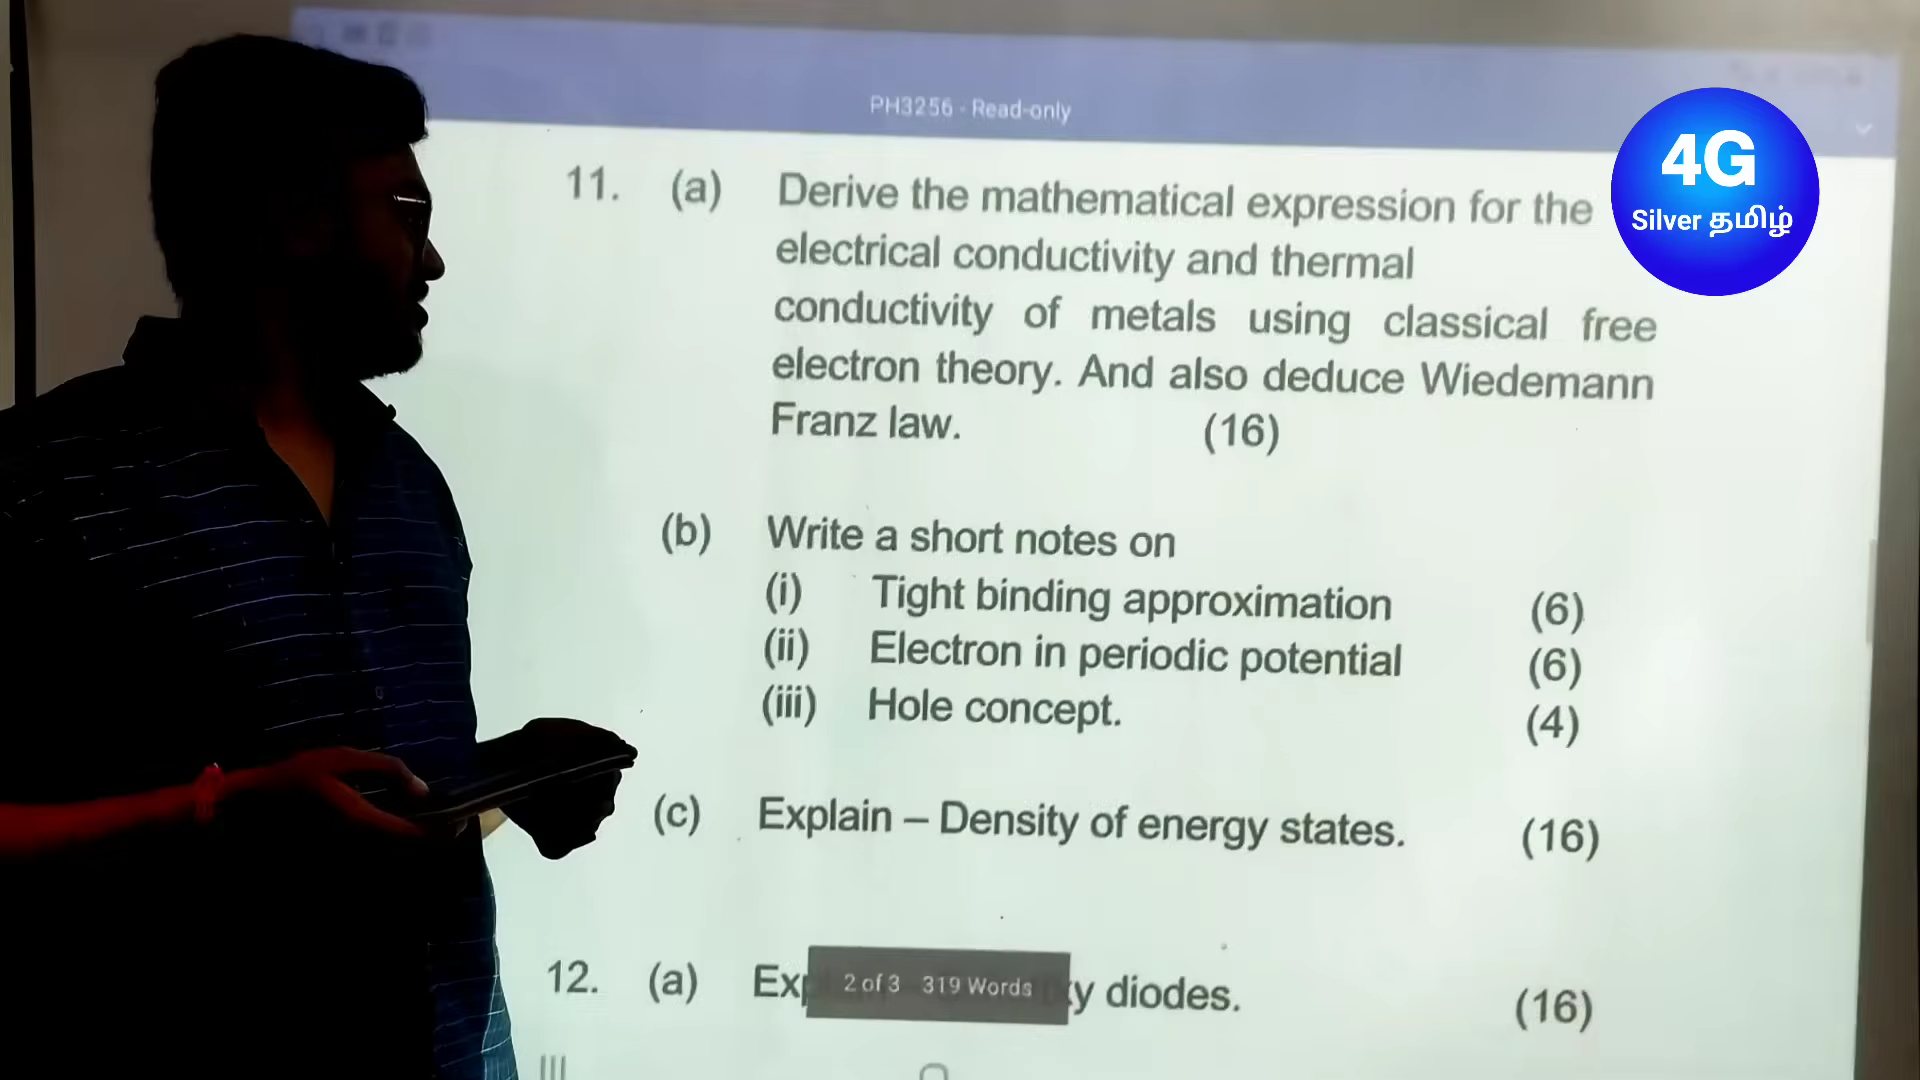 PH3256 - Read-only
4G
Silver தமிழ்
11. (a) Derive the mathematical expression for the
electrical conductivity and thermal
conductivity of metals using classical free
electron theory. And also deduce Wiedemann
Franz law. (16)
(b) Write a short notes on
(i) Tight binding approximation (6)
(ii) Electron in periodic potential (6)
(iii) Hole concept. (4)
(c) Explain – Density of energy states. (16)
12. (a) diodes. (16)
2 of 3 319 Words